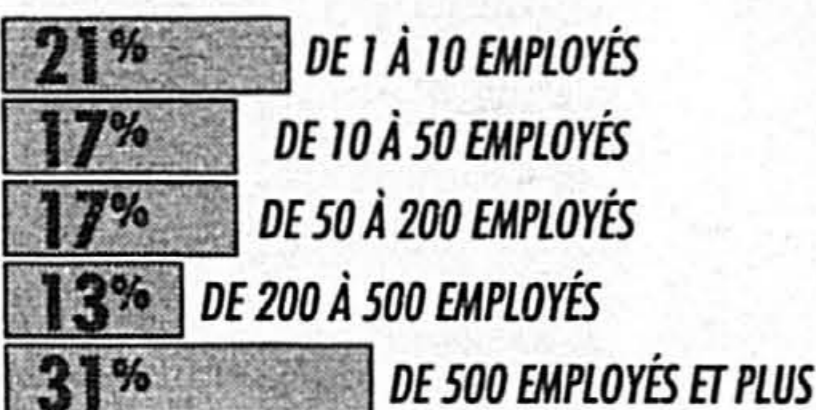 21% DE 1 À 10 EMPLOYÉS
17% DE 10 À 50 EMPLOYÉS
17% DE 50 À 200 EMPLOYÉS
13% DE 200 À 500 EMPLOYÉS
31% DE 500 EMPLOYÉS ET PLUS